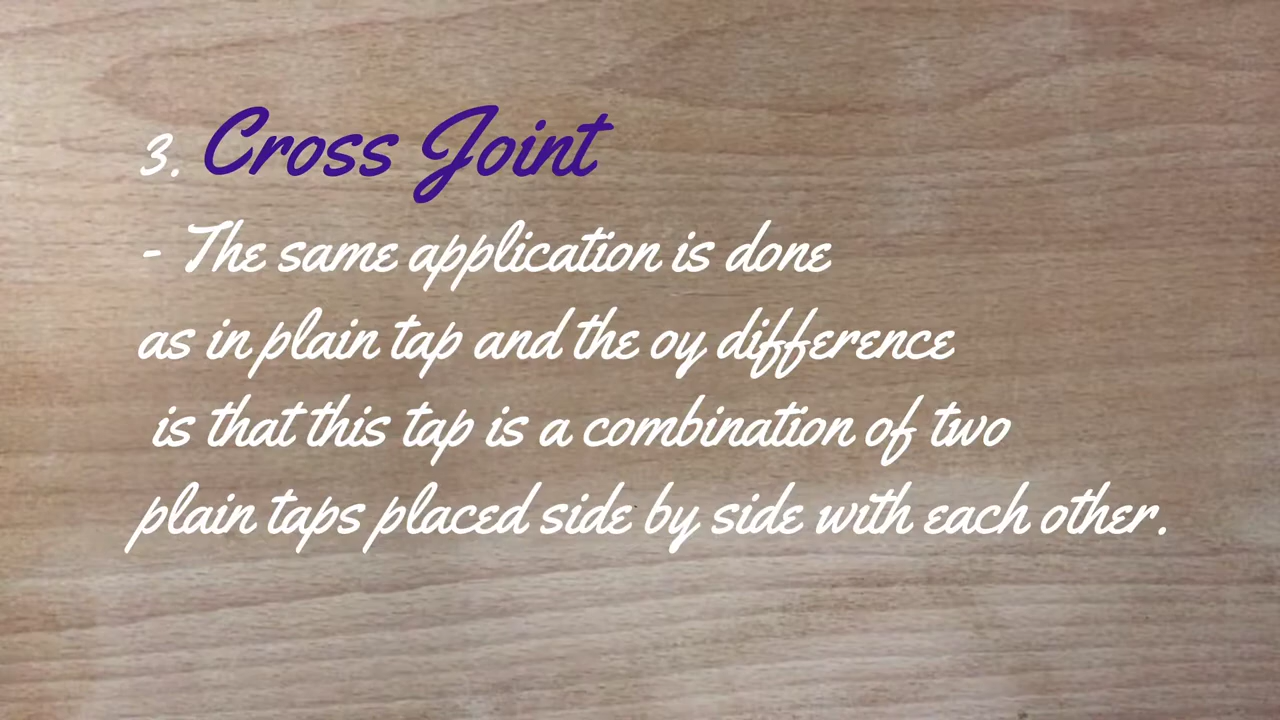 3. Cross Joint
- The same application is done
as in plain tap and the oy difference
is that this tap is a combination of two
plain taps placed side by side with each other.